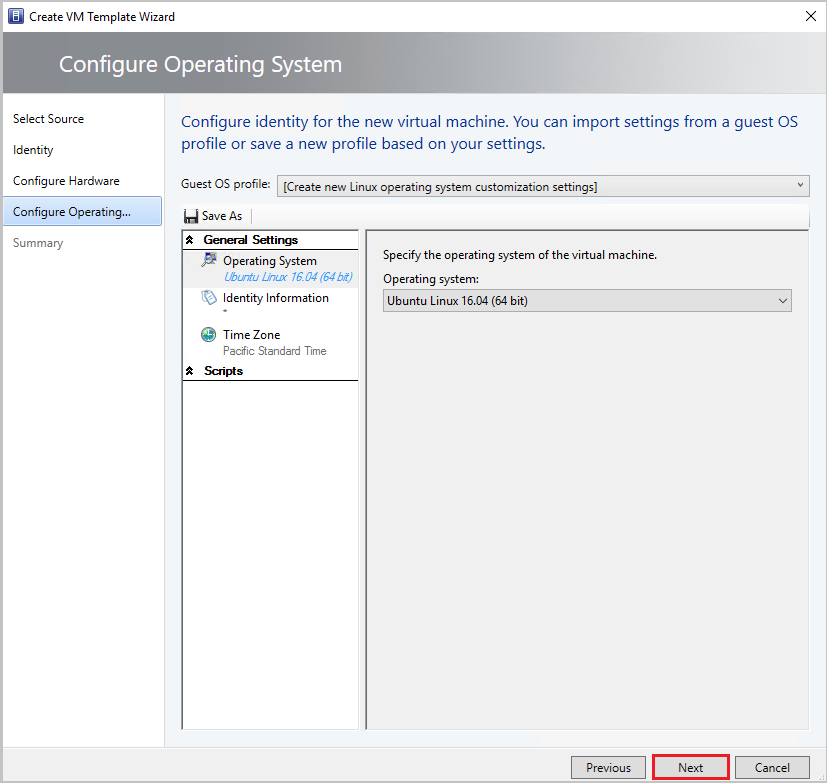 Create VM Template Wizard
Configure Operating System
Select Source
Identity
Configure Hardware
Configure Operating...
Summary
Configure identity for the new virtual machine. You can import settings from a guest OS
profile or save a new profile based on your settings.
Guest OS profile: [Create new Linux operating system customization settings]
Save As
General Settings
Operating System
Ubuntu Linux 16.04 (64 bit)
Identity Information
*
Time Zone
Pacific Standard Time
Scripts
Specify the operating system of the virtual machine.
Operating system:
Ubuntu Linux 16.04 (64 bit)
Previous Next Cancel